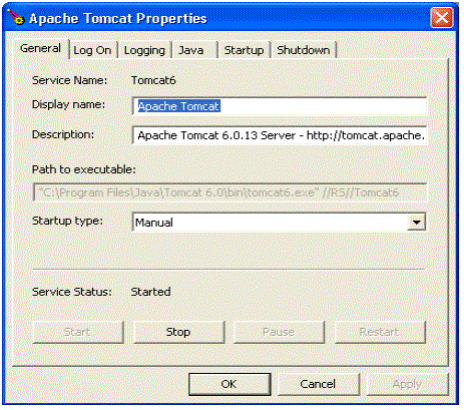 Apache Tomcat Properties
General Log On Logging Java Startup Shutdown
Service Name: Tomcat6
Display name: Apache Tomcat
Description: Apache Tomcat 6.0.13 Server - http://tomcat.apache.
Path to executable:
"C:\Program Files\Java\Tomcat 6.0\bin\tomcat6.exe" //RS//Tomcat6
Startup type: Manual
Service Status: Started
Start Stop Pause Restart
OK Cancel Apply